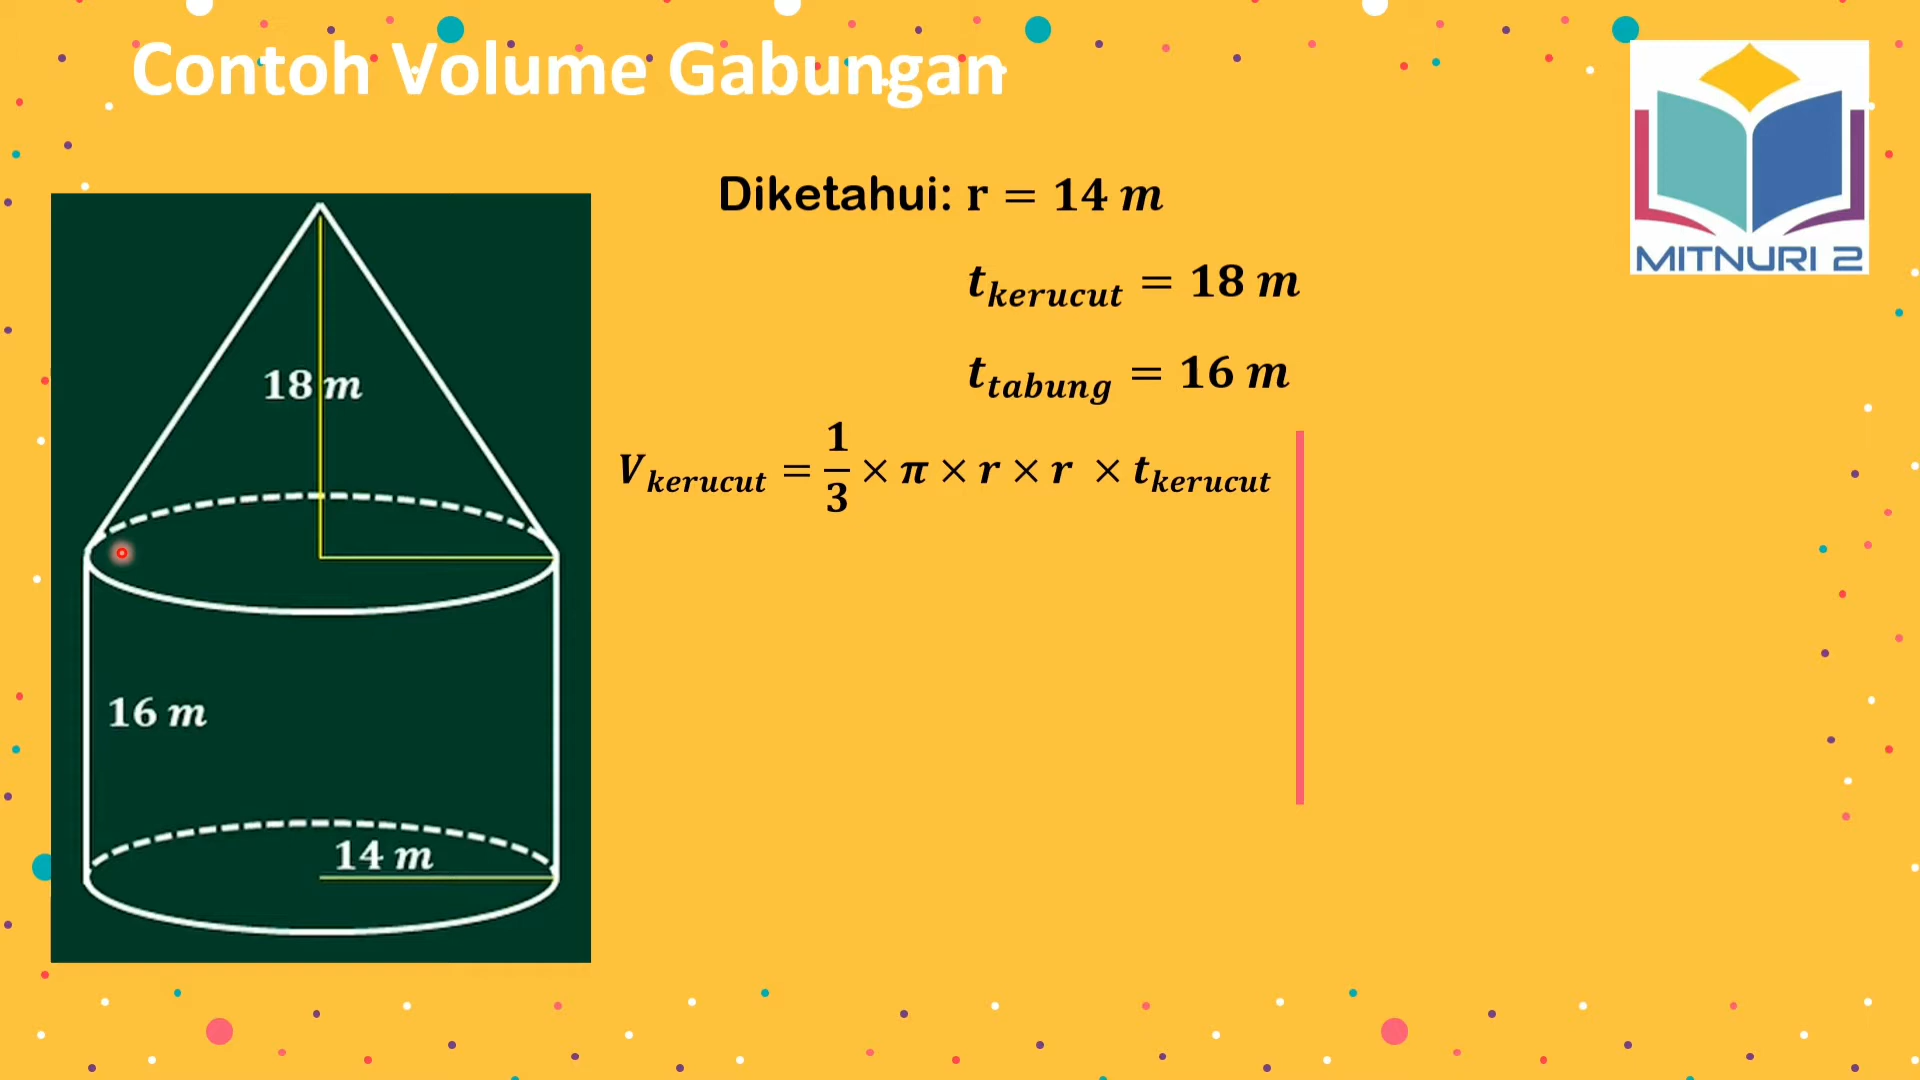 Contoh Volume Gabungan
MITNURI 2
Diketahui: r = 14 m
t_kerucut = 18 m
t_tabung = 16 m
V_kerucut = 1/3 × π × r × r × t_kerucut
18 m
16 m
14 m